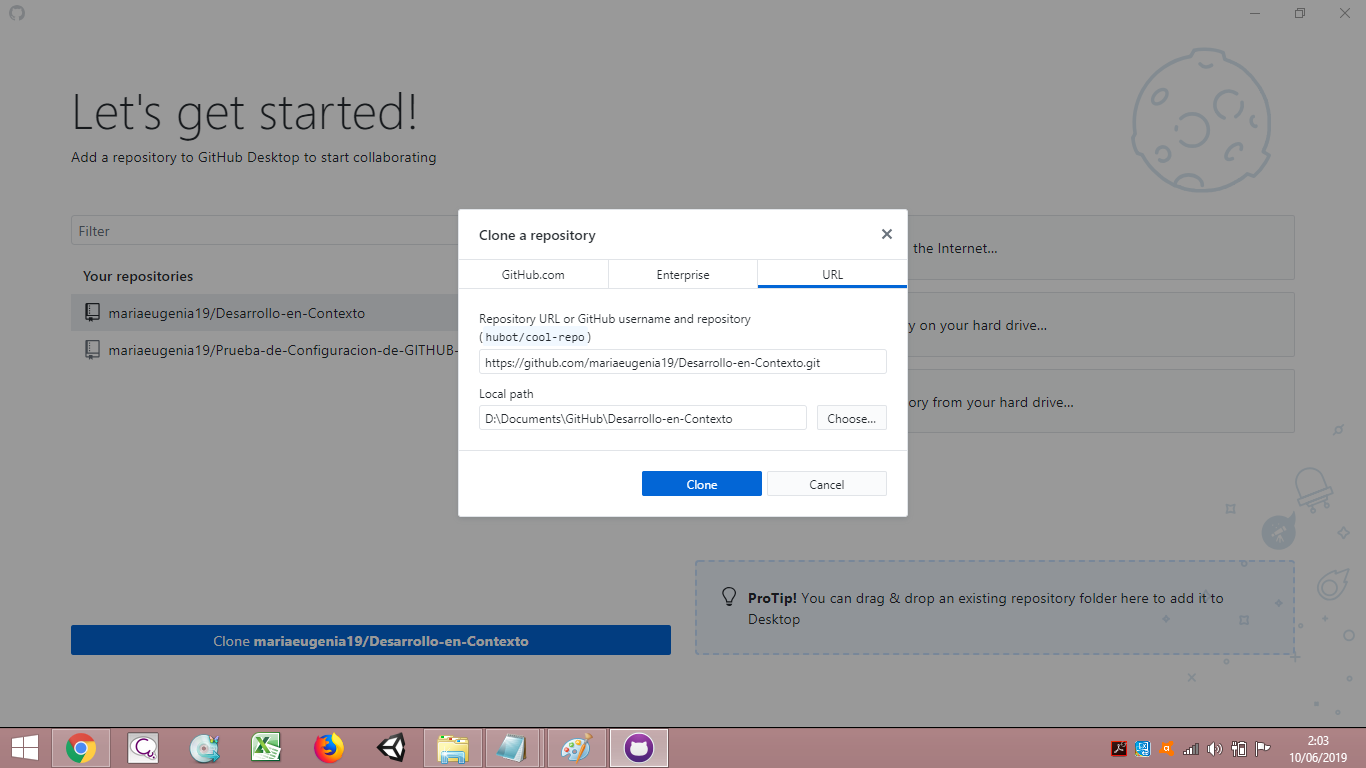 Let's get started!
Add a repository to GitHub Desktop to start collaborating
Filter
Your repositories
mariaeugenia19/Desarrollo-en-Contexto
mariaeugenia19/Prueba-de-Configuracion-de-GITHUB-
Clone mariaeugenia19/Desarrollo-en-Contexto
Clone a repository
GitHub.com
Enterprise
URL
Repository URL or GitHub username and repository
(hubot/cool-repo)
https://github.com/mariaeugenia19/Desarrollo-en-Contexto.git
Local path
D:\Documents\GitHub\Desarrollo-en-Contexto
Choose...
Clone
Cancel
the Internet...
y on your hard drive...
ory from your hard drive...
ProTip! You can drag & drop an existing repository folder here to add it to
Desktop
2:03
10/06/2019